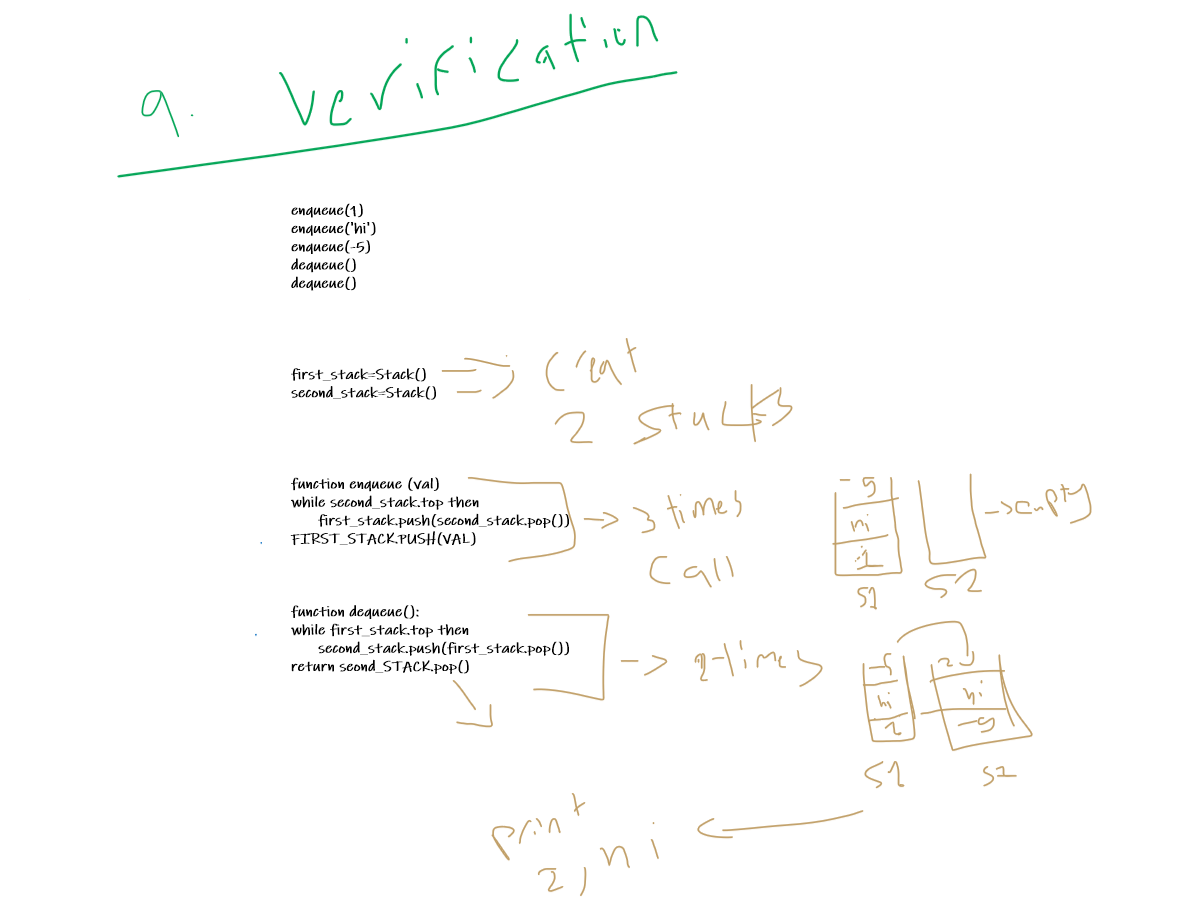 9. Verification
enqueue(1)
enqueue('hi')
enqueue(-5)
dequeue()
dequeue()
first_stack=Stack()
second_stack=Stack()
Creat
2 Stacks
function enqueue (val)
while second_stack.top then
first_stack.push(second_stack.pop())
FIRST_STACK.PUSH(VAL)
3 times
Call
-5
hi
1
S1
S2
empty
function dequeue():
while first_stack.top then
second_stack.push(first_stack.pop())
return seond_STACK.pop()
2-times
-5
hi
1
S1
hi
-5
print
hi